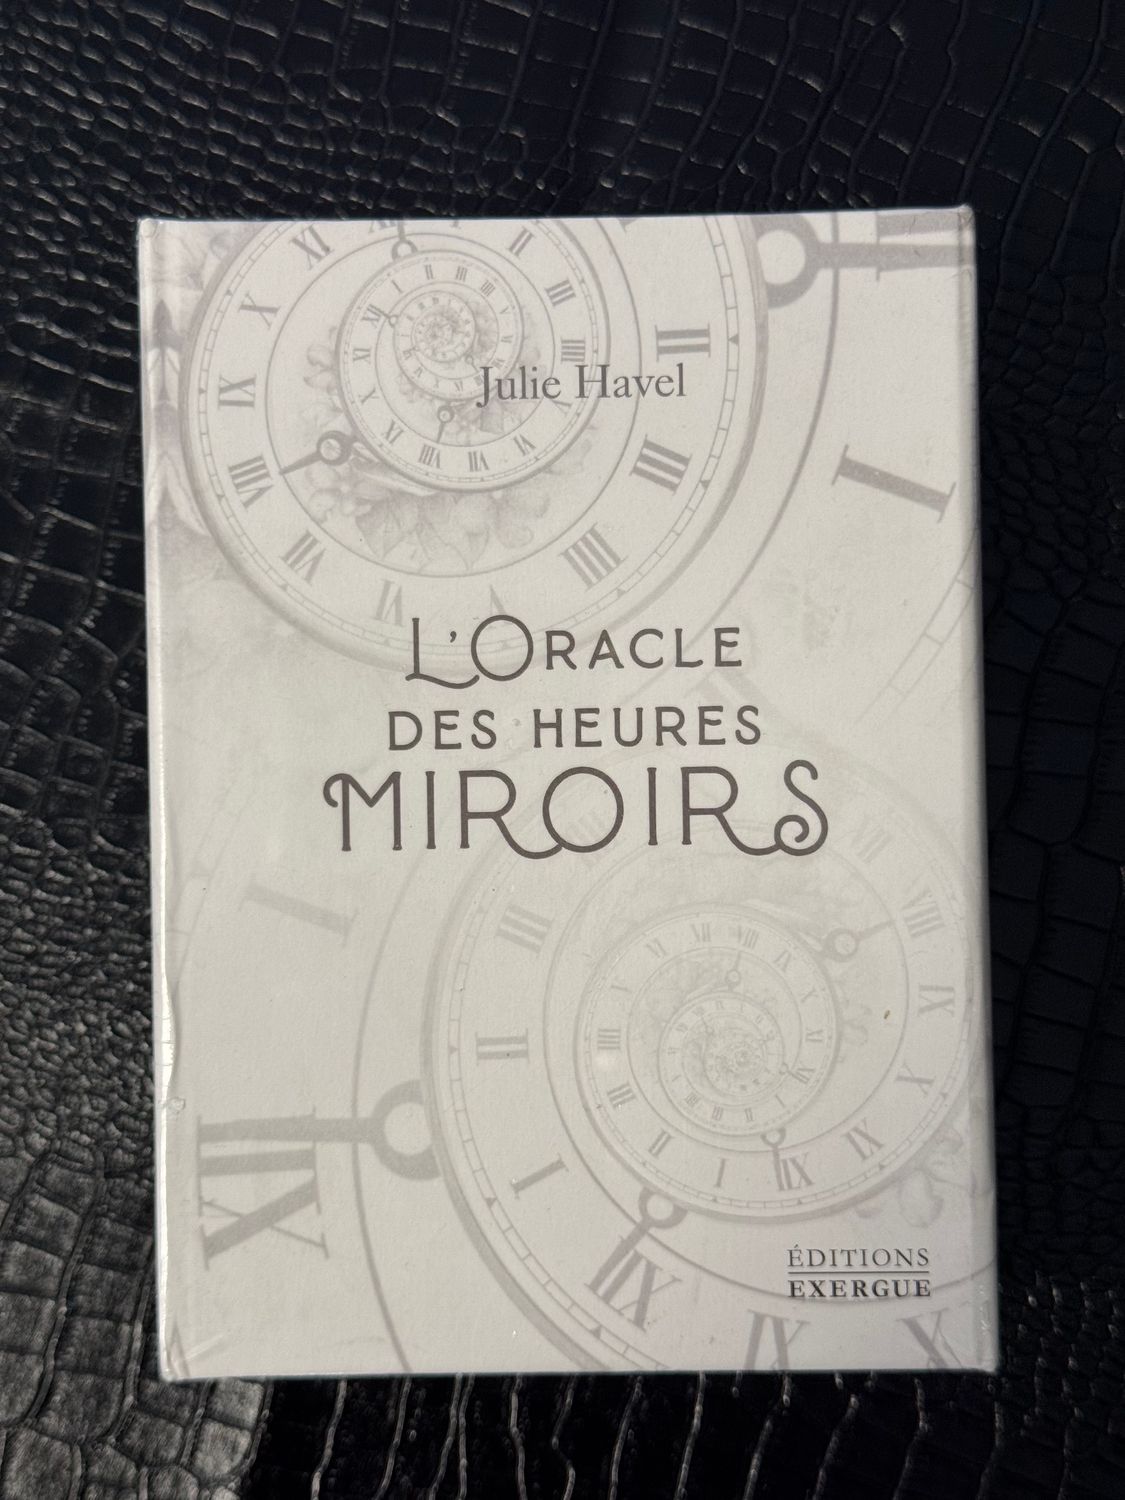 Julie Havel
L'ORACLE
DES HEURES
MIROIRS
ÉDITIONS
EXERGUE